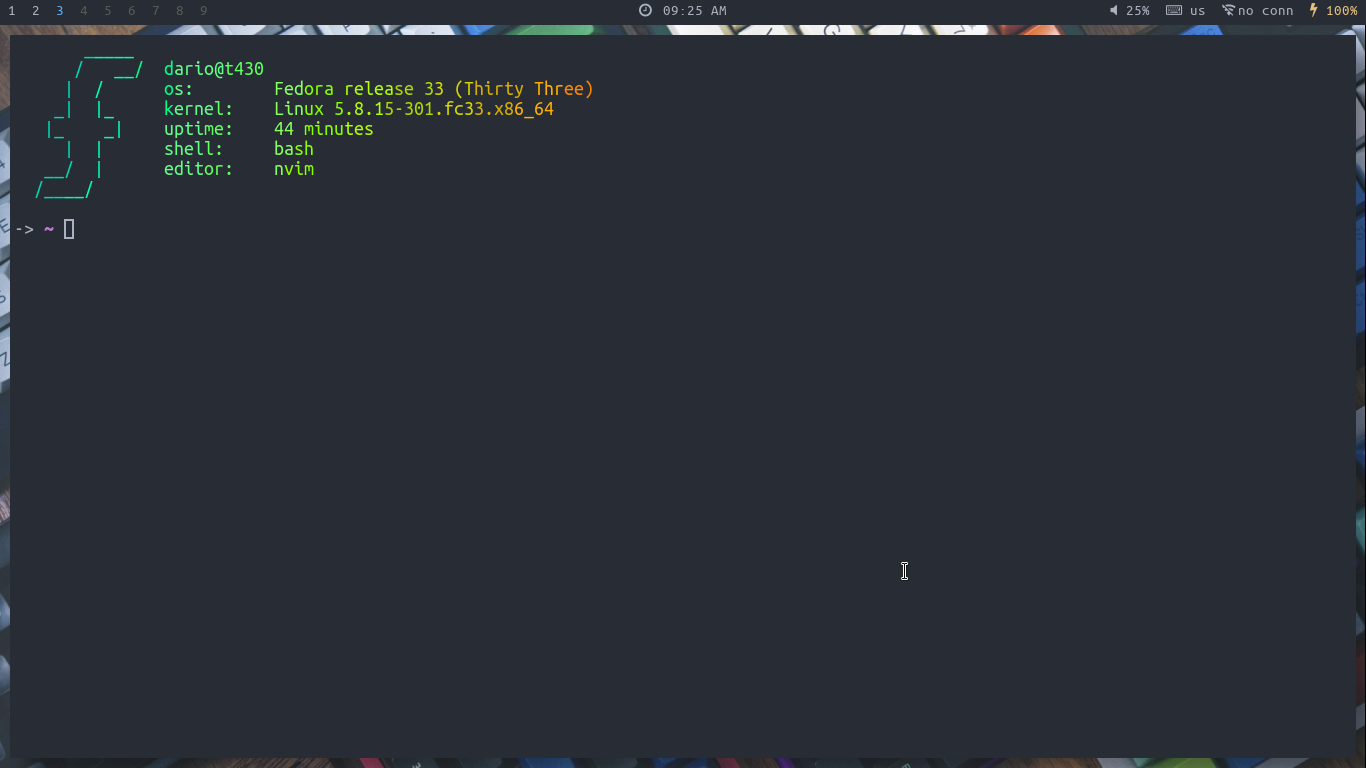 1 2 3 4 5 6 7 8 9 09:25 AM 25% us no conn 100%
dario@t430
os: Fedora release 33 (Thirty Three)
kernel: Linux 5.8.15-301.fc33.x86_64
uptime: 44 minutes
shell: bash
editor: nvim
-> ~